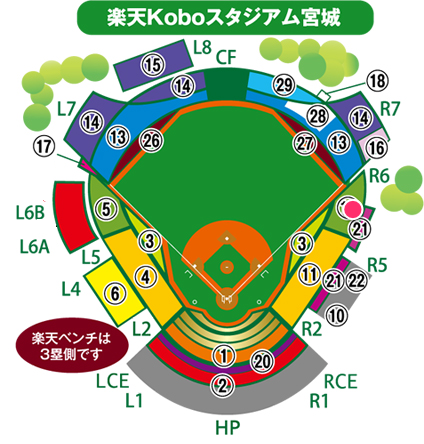 楽天Koboスタジアム宮城
L8
CF
⑮
⑭
㉙
⑱
L7
⑭
⑬
㉖
㉗
㉘
⑬
⑭
R7
⑯
⑰
R6
L6B
L6A
⑤
③
③
㉑
L5
④
⑪
㉑
㉒
R5
L4
⑥
⑩
L2
R2
楽天ベンチは
3塁側です
①
⑳
②
LCE
RCE
L1
R1
HP